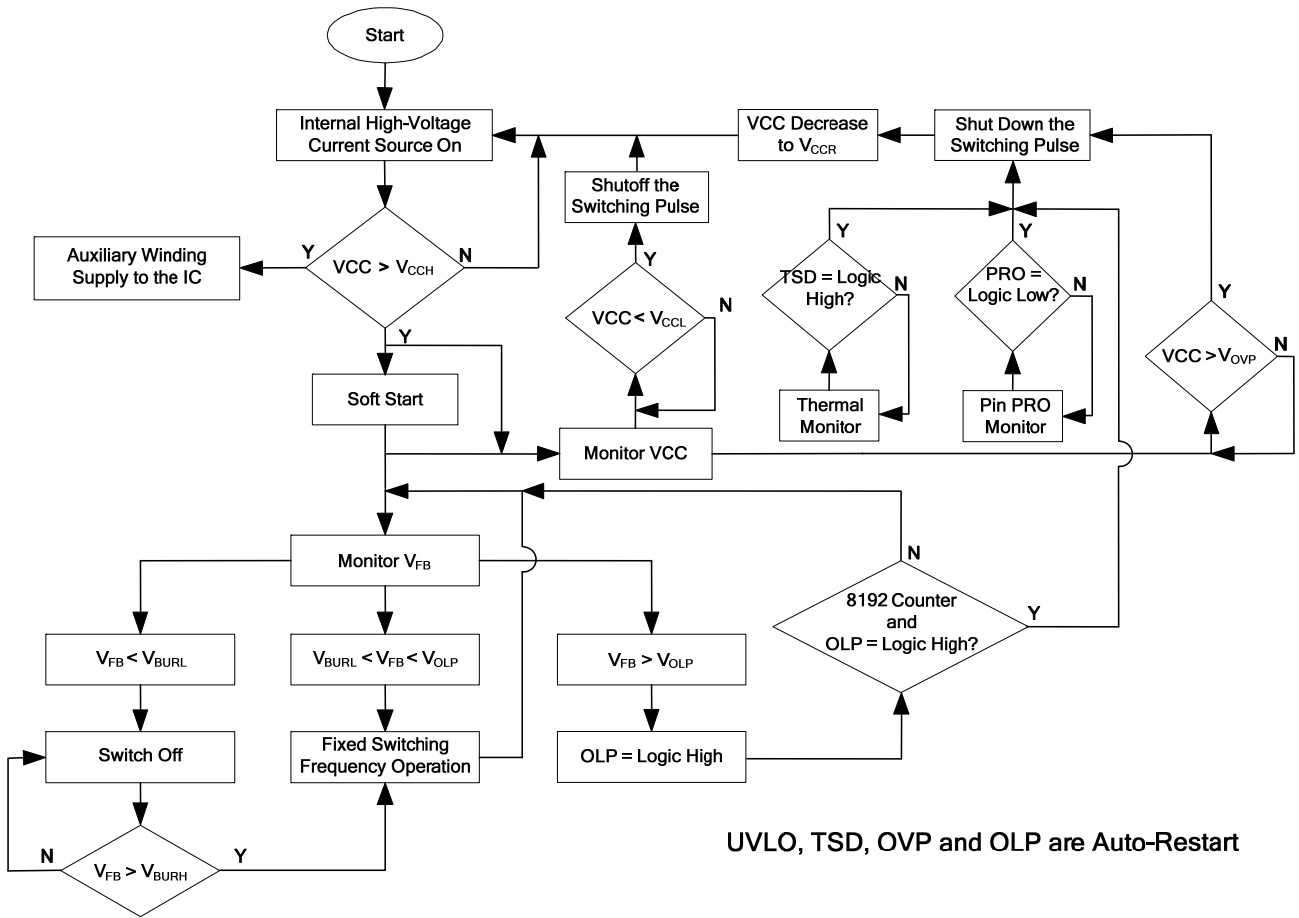 Start
Internal High-Voltage
Current Source On
VCC Decrease
to VCCR
Shut Down the
Switching Pulse
Shutoff the
Switching Pulse
Auxiliary Winding
Supply to the IC
Y
VCC > VCCH
N
Y
Y
VCC < VCCL
N
Y
TSD = Logic
High?
N
Y
PRO =
Logic Low?
N
Y
VCC > VOVP
N
Soft Start
Thermal
Monitor
Pin PRO
Monitor
Monitor VCC
Monitor VFB
N
8192 Counter
and
OLP = Logic High?
Y
VFB < VBURL
VBURL < VFB < VOLP
VFB > VOLP
Switch Off
Fixed Switching
Frequency Operation
OLP = Logic High
N
VFB > VBURH
Y
UVLO, TSD, OVP and OLP are Auto-Restart